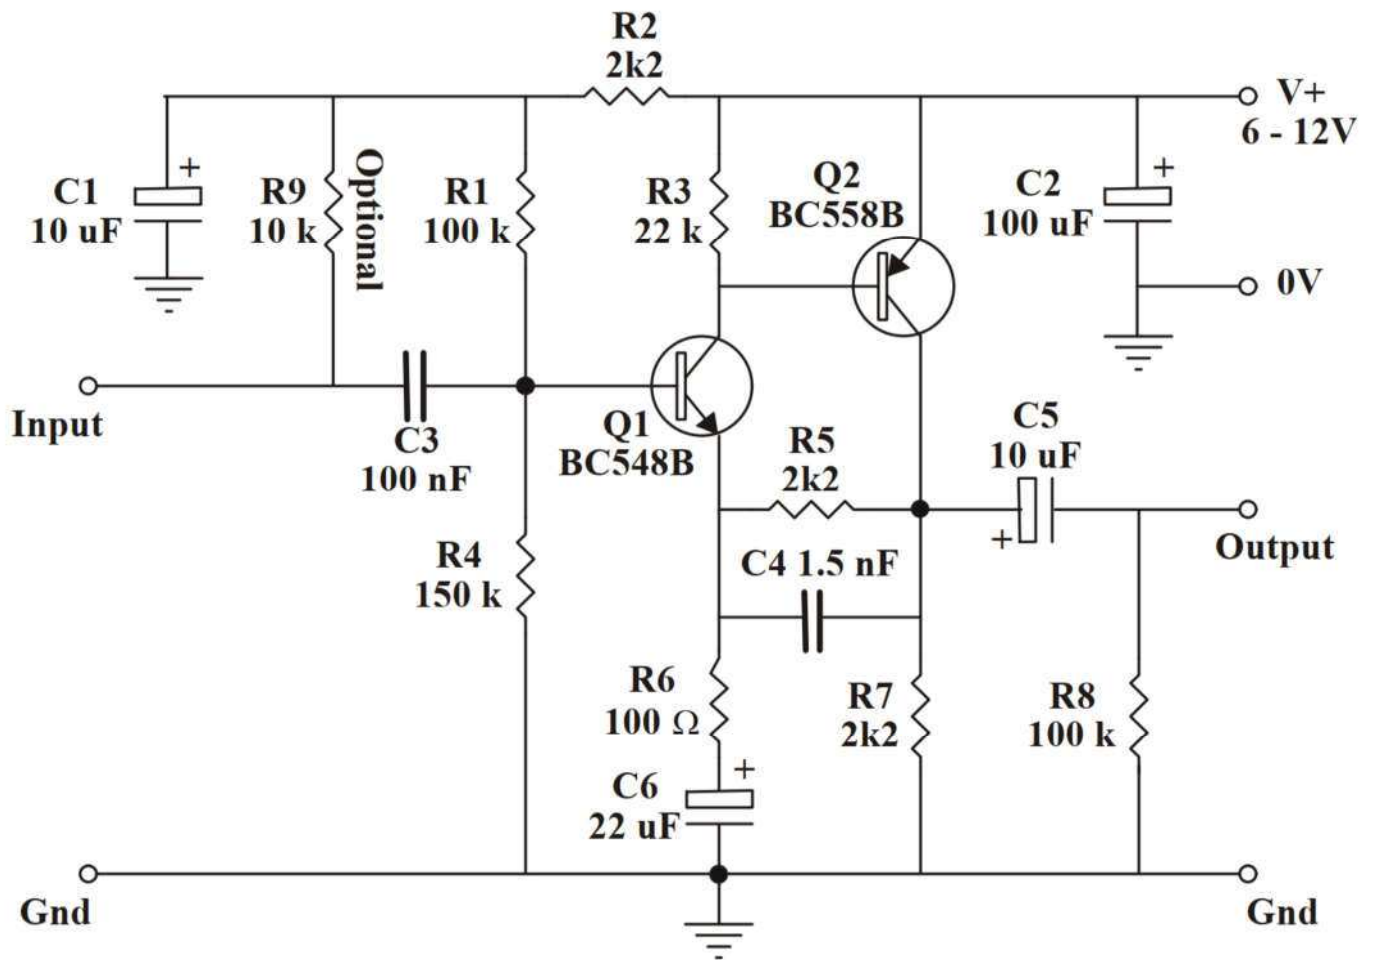 R2
2k2
V+
6 - 12V
C1
10 uF
+
R9
10 k
Optional
R1
100 k
R3
22 k
Q2
BC558B
C2
100 uF
+
0V
Input
C3
100 nF
Q1
BC548B
R5
2k2
C5
10 uF
+
Output
R4
150 k
C4 1.5 nF
R6
100 Ω
R7
2k2
R8
100 k
C6
22 uF
+
Gnd
Gnd